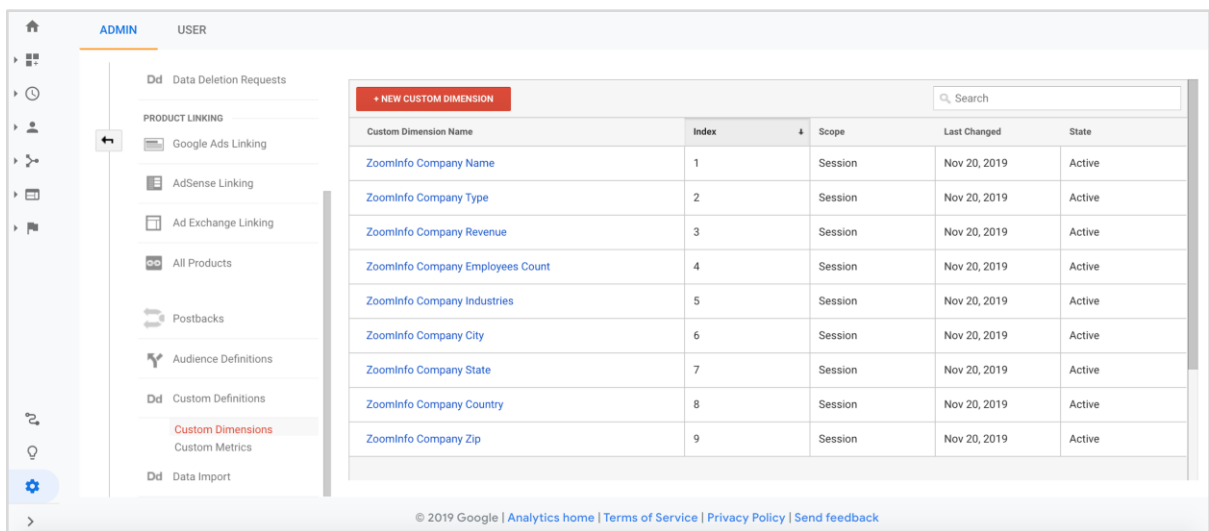 ADMIN USER
Dd Data Deletion Requests
PRODUCT LINKING
Google Ads Linking
AdSense Linking
Ad Exchange Linking
All Products
Postbacks
Audience Definitions
Dd Custom Definitions
Custom Dimensions
Custom Metrics
Dd Data Import
+ NEW CUSTOM DIMENSION Search
Custom Dimension Name Index Scope Last Changed State
ZoomInfo Company Name 1 Session Nov 20, 2019 Active
ZoomInfo Company Type 2 Session Nov 20, 2019 Active
ZoomInfo Company Revenue 3 Session Nov 20, 2019 Active
ZoomInfo Company Employees Count 4 Session Nov 20, 2019 Active
ZoomInfo Company Industries 5 Session Nov 20, 2019 Active
ZoomInfo Company City 6 Session Nov 20, 2019 Active
ZoomInfo Company State 7 Session Nov 20, 2019 Active
ZoomInfo Company Country 8 Session Nov 20, 2019 Active
ZoomInfo Company Zip 9 Session Nov 20, 2019 Active
© 2019 Google | Analytics home | Terms of Service | Privacy Policy | Send feedback